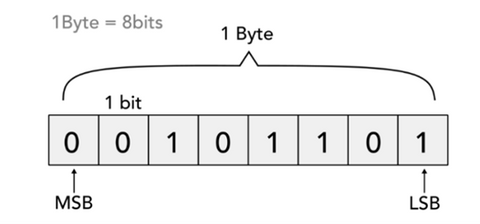 1Byte = 8bits
1 Byte
1 bit
0 0 1 0 1 1 0 1
MSB LSB